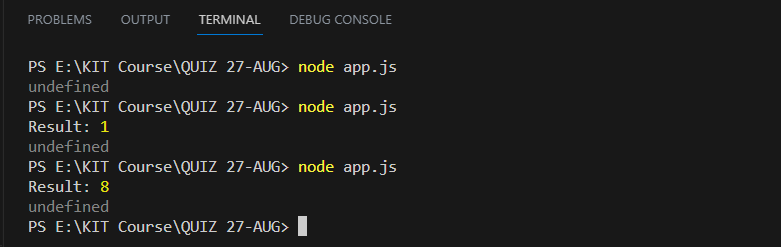 PROBLEMS OUTPUT TERMINAL DEBUG CONSOLE
PS E:\KIT Course\QUIZ 27-AUG> node app.js
undefined
PS E:\KIT Course\QUIZ 27-AUG> node app.js
Result: 1
undefined
PS E:\KIT Course\QUIZ 27-AUG> node app.js
Result: 8
undefined
PS E:\KIT Course\QUIZ 27-AUG>